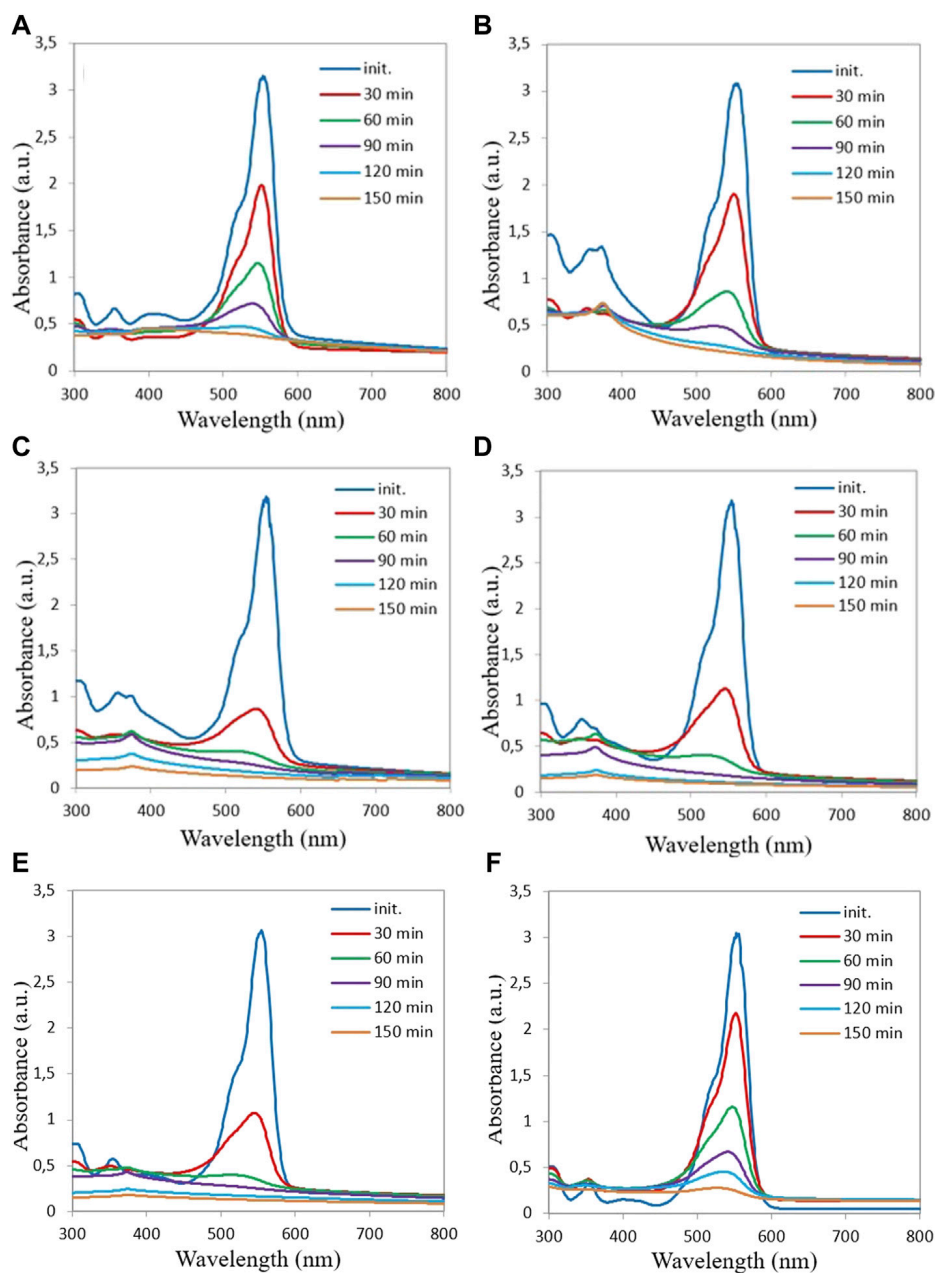 A
3,5
3
2,5
2
1,5
1
0,5
0
300 400 500 600 700 800
Absorbance (a.u.)
Wavelength (nm)
init.
30 min
60 min
90 min
120 min
150 min
B
3,5
3
2,5
2
1,5
1
0,5
0
300 400 500 600 700 800
Absorbance (a.u.)
Wavelength (nm)
init.
30 min
60 min
90 min
120 min
150 min
C
3,5
3
2,5
2
1,5
1
0,5
0
300 400 500 600 700 800
Absorbance (a.u.)
Wavelength (nm)
init.
30 min
60 min
90 min
120 min
150 min
D
3,5
3
2,5
2
1,5
1
0,5
0
300 400 500 600 700 800
Absorbance (a.u.)
Wavelength (nm)
init.
30 min
60 min
90 min
120 min
150 min
E
3,5
3
2,5
2
1,5
1
0,5
0
300 400 500 600 700 800
Absorbance (a.u.)
Wavelength (nm)
init.
30 min
60 min
90 min
120 min
150 min
F
3,5
3
2,5
2
1,5
1
0,5
0
300 400 500 600 700 800
Absorbance (a.u.)
Wavelength (nm)
init.
30 min
60 min
90 min
120 min
150 min